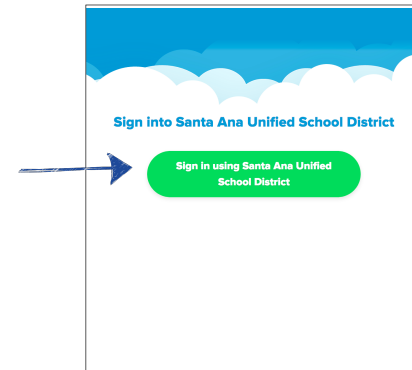 Sign into Santa Ana Unified School District
Sign in using Santa Ana Unified
School District